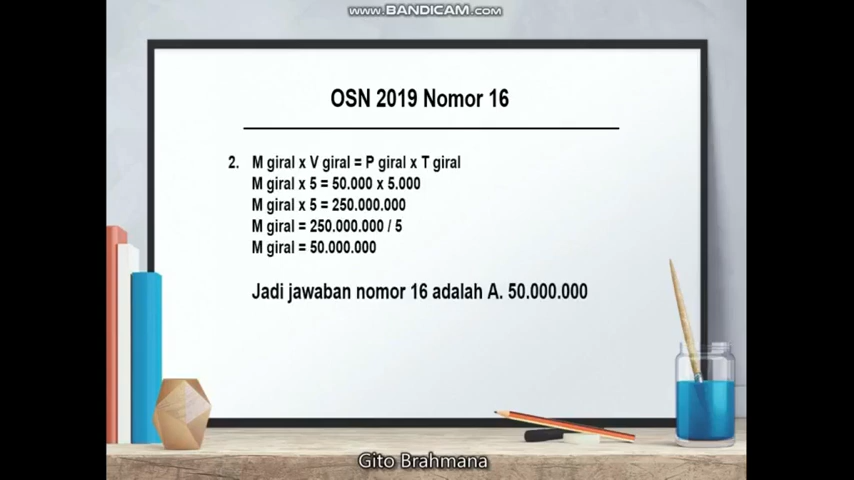 www.BANDICAM.com
OSN 2019 Nomor 16
2. M giral x V giral = P giral x T giral
M giral x 5 = 50.000 x 5.000
M giral x 5 = 250.000.000
M giral = 250.000.000 / 5
M giral = 50.000.000
Jadi jawaban nomor 16 adalah A. 50.000.000
Gito Brahmana